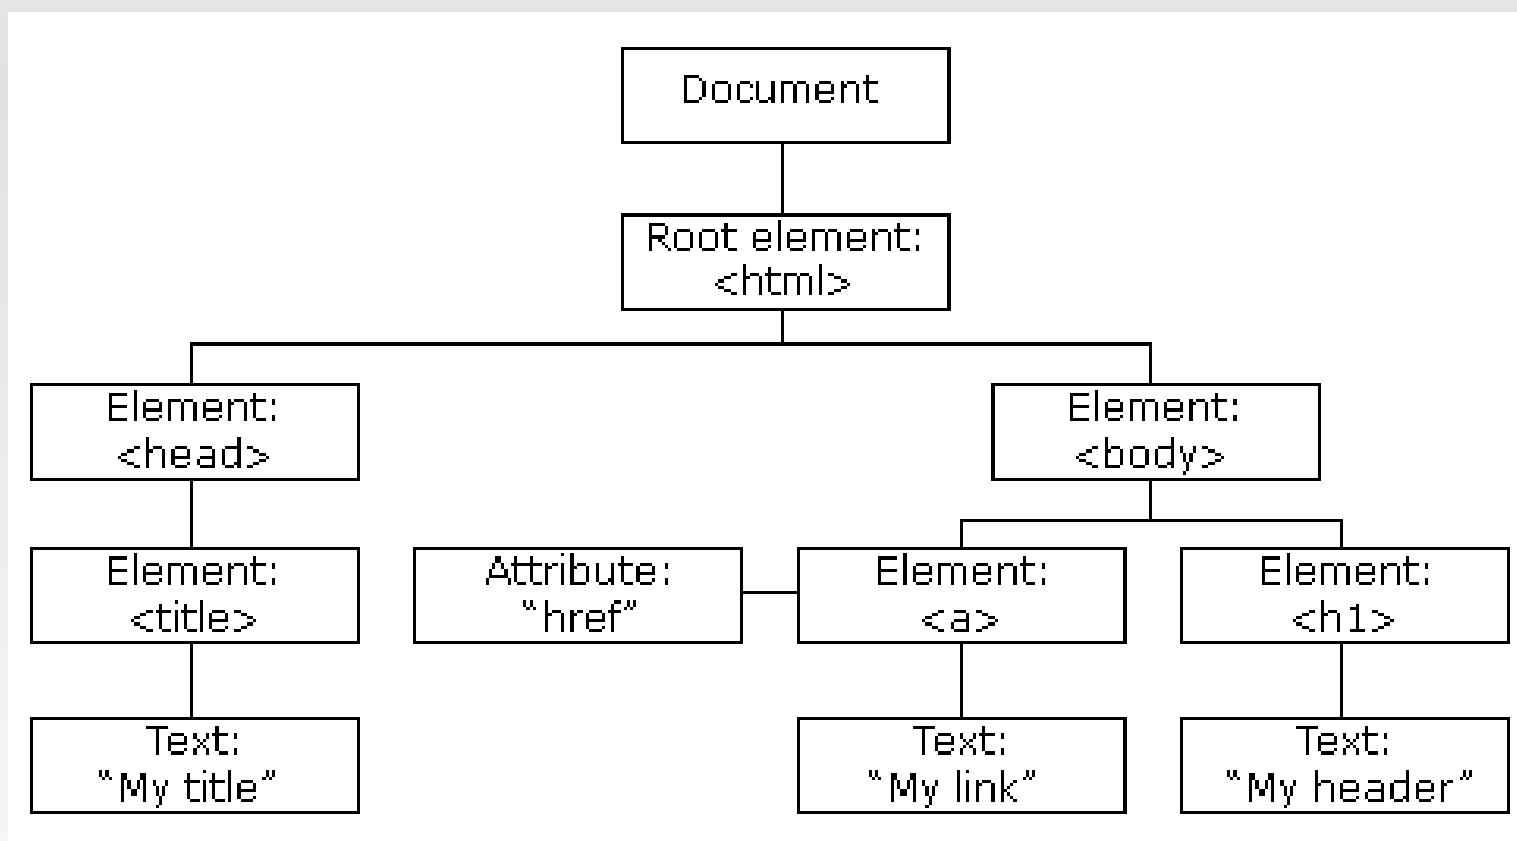 Document
Root element:
<html>
Element:
<head>
Element:
<body>
Element:
<title>
Attribute:
“href”
Element:
<a>
Element:
<h1>
Text:
“My title”
Text:
“My link”
Text:
“My header”